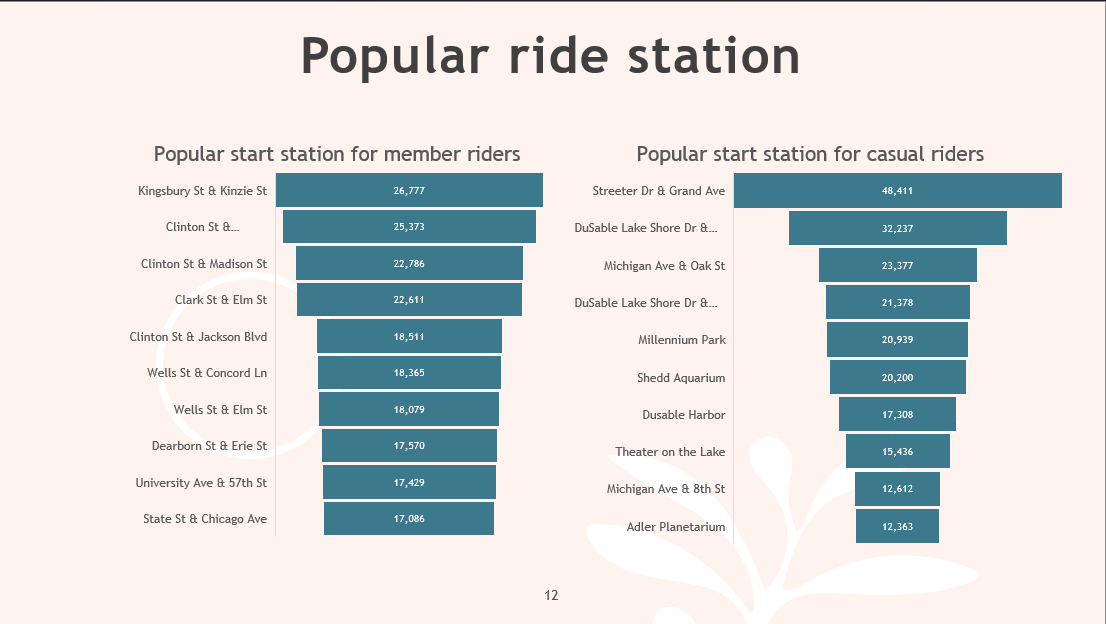 Popular ride station
Popular start station for member riders
Kingsbury St & Kinzie St 26,777
Clinton St &... 25,373
Clinton St & Madison St 22,786
Clark St & Elm St 22,611
Clinton St & Jackson Blvd 18,511
Wells St & Concord Ln 18,365
Wells St & Elm St 18,079
Dearborn St & Erie St 17,570
University Ave & 57th St 17,429
State St & Chicago Ave 17,086
Popular start station for casual riders
Streeter Dr & Grand Ave 48,411
DuSable Lake Shore Dr &... 32,237
Michigan Ave & Oak St 23,377
DuSable Lake Shore Dr &... 21,378
Millennium Park 20,939
Shedd Aquarium 20,200
Dusable Harbor 17,308
Theater on the Lake 15,436
Michigan Ave & 8th St 12,612
Adler Planetarium 12,363
12